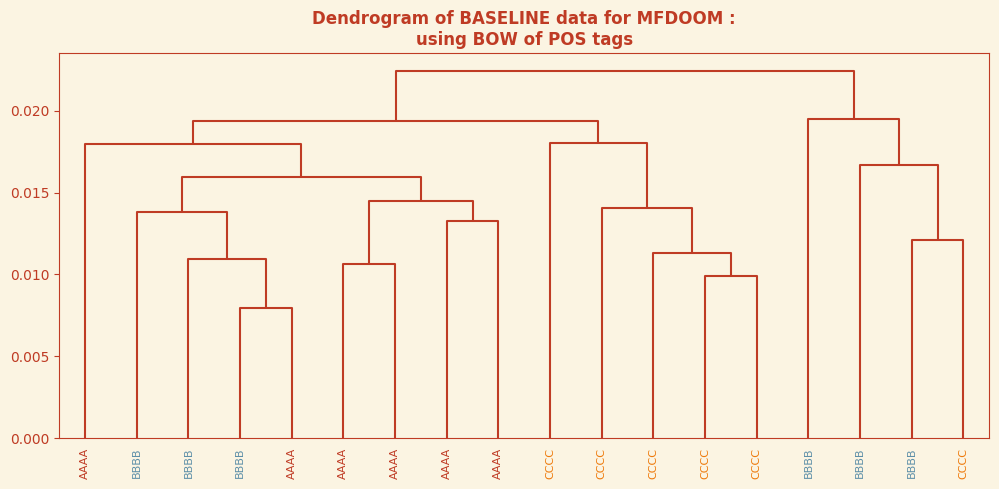 Dendrogram of BASELINE data for MFDOOM :
using BOW of POS tags
0.020
0.015
0.010
0.005
0.000
AAAA BBBB BBBB BBBB AAAA AAAA AAAA AAAA AAAA CCCC CCCC CCCC CCCC CCCC BBBB BBBB BBBB CCCC